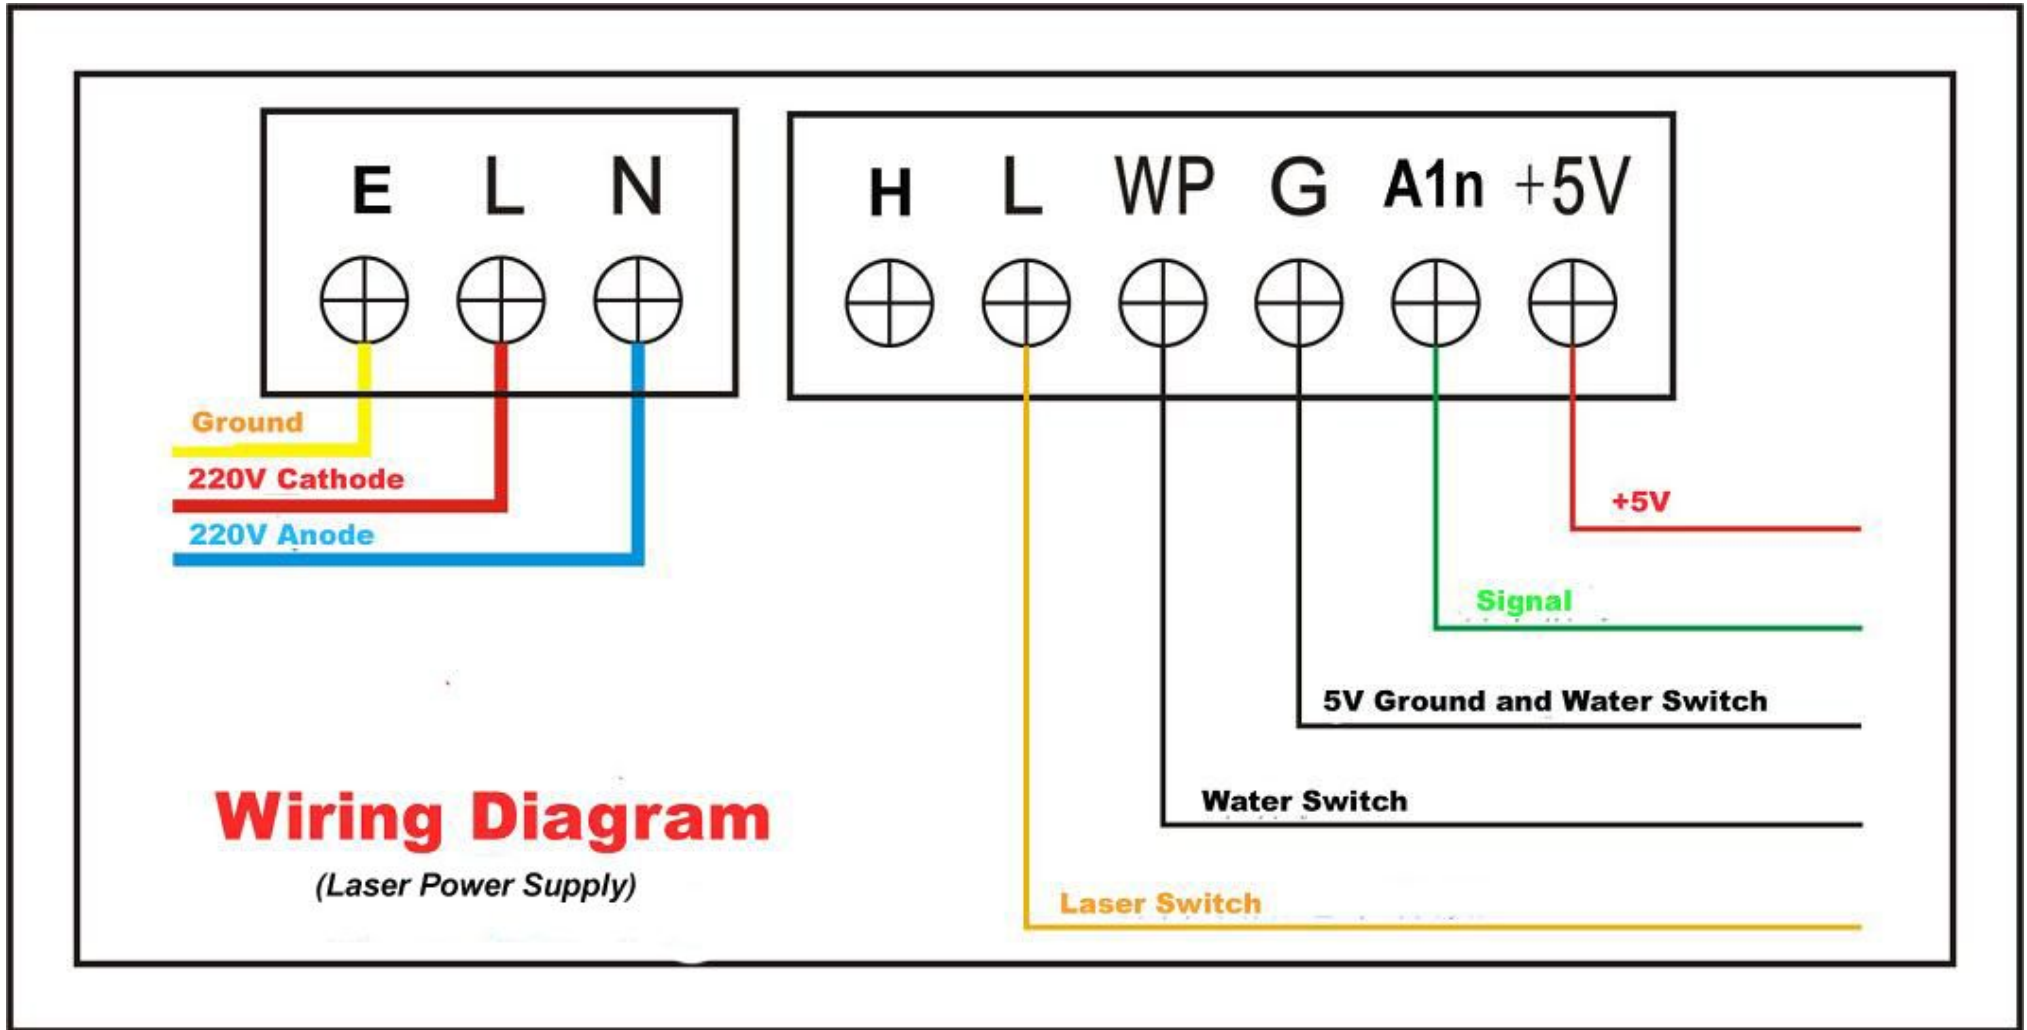 E L N
H L WP G A1n +5V
Ground
220V Cathode
220V Anode
+5V
Signal
5V Ground and Water Switch
Water Switch
Laser Switch
Wiring Diagram
(Laser Power Supply)